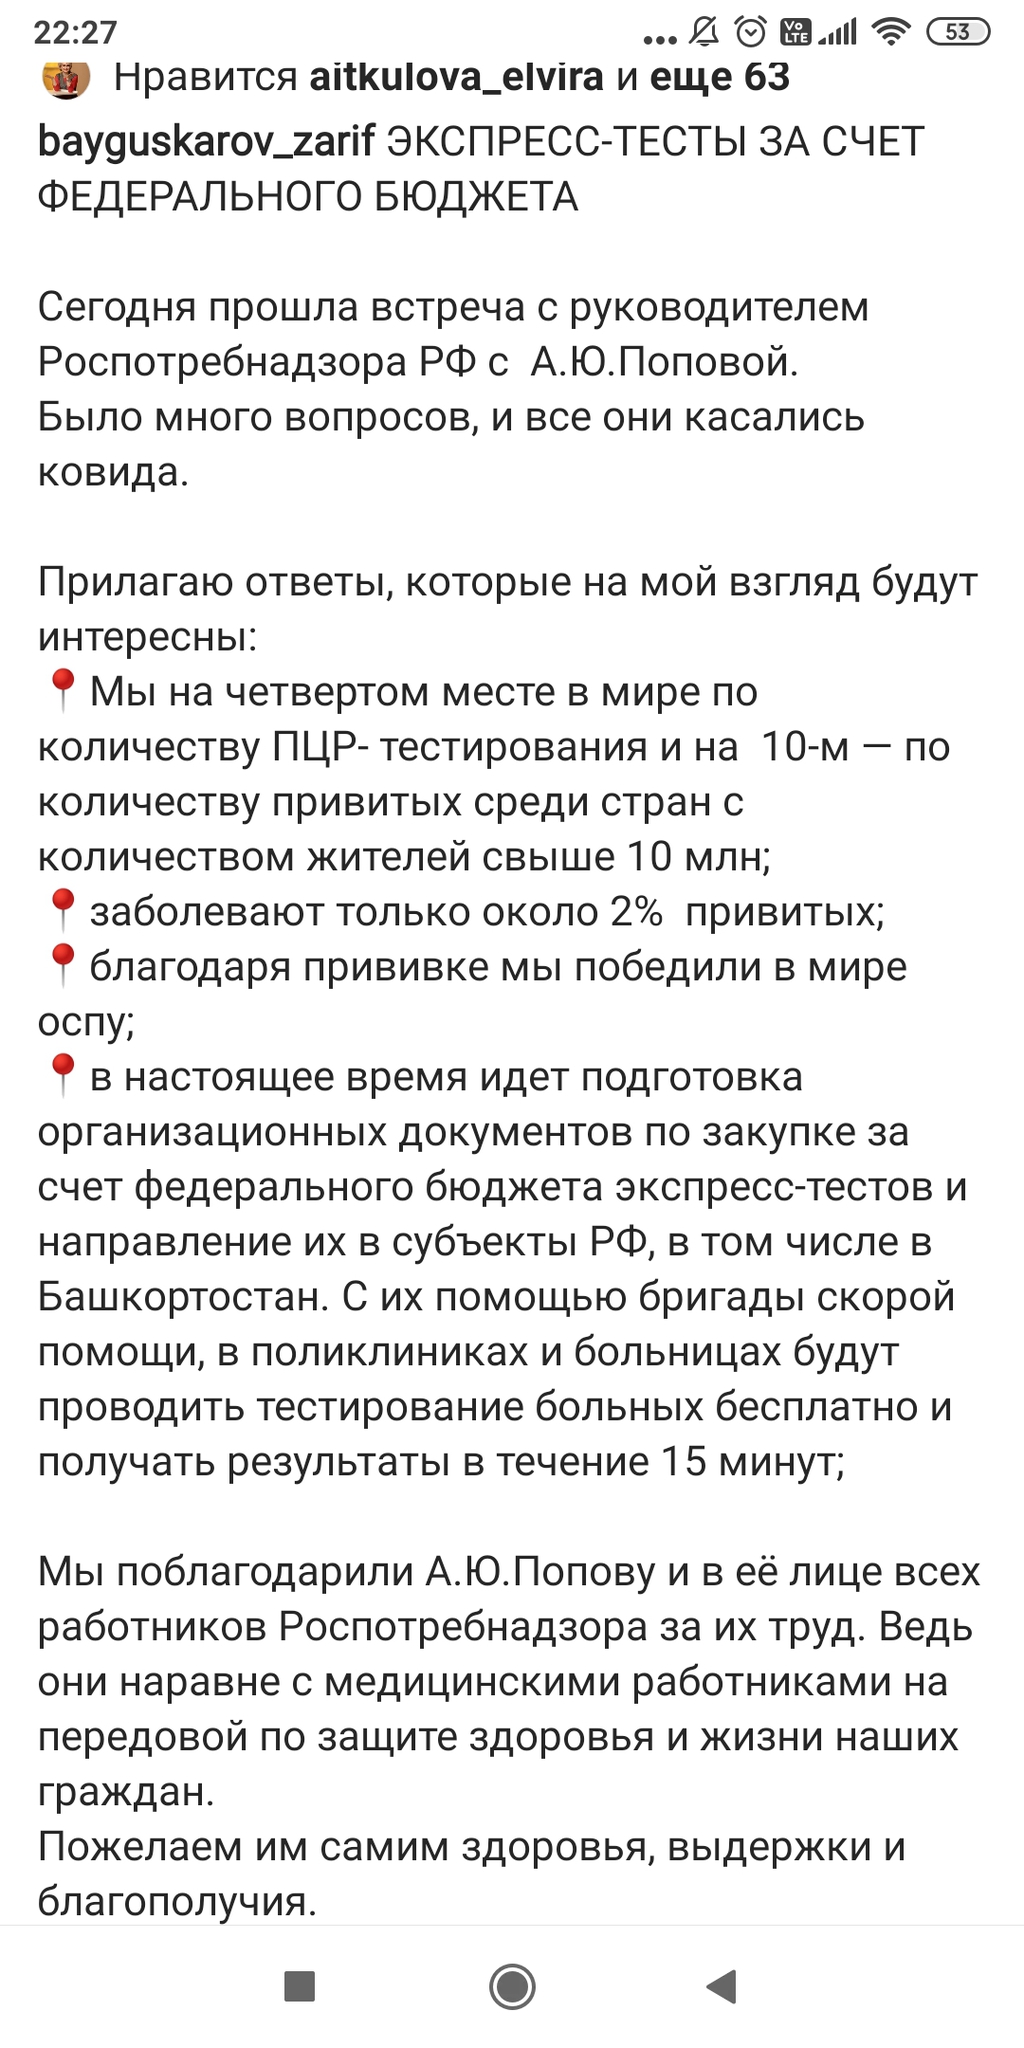 22:27
Vo LTE 53
Нравится aitkulova_elvira и еще 63
bayguskarov_zarif ЭКСПРЕСС-ТЕСТЫ ЗА СЧЕТ
ФЕДЕРАЛЬНОГО БЮДЖЕТА
Сегодня прошла встреча с руководителем
Роспотребнадзора РФ с  А.Ю.Поповой.
Было много вопросов, и все они касались
ковида.
Прилагаю ответы, которые на мой взгляд будут
интересны:
📍Мы на четвертом месте в мире по
количеству ПЦР- тестирования и на  10-м — по
количеству привитых среди стран с
количеством жителей свыше 10 млн;
📍заболевают только около 2%  привитых;
📍благодаря прививке мы победили в мире
оспу;
📍в настоящее время идет подготовка
организационных документов по закупке за
счет федерального бюджета экспресс-тестов и
направление их в субъекты РФ, в том числе в
Башкортостан. С их помощью бригады скорой
помощи, в поликлиниках и больницах будут
проводить тестирование больных бесплатно и
получать результаты в течение 15 минут;
Мы поблагодарили А.Ю.Попову и в её лице всех
работников Роспотребнадзора за их труд. Ведь
они наравне с медицинскими работниками на
передовой по защите здоровья и жизни наших
граждан.
Пожелаем им самим здоровья, выдержки и
благополучия.